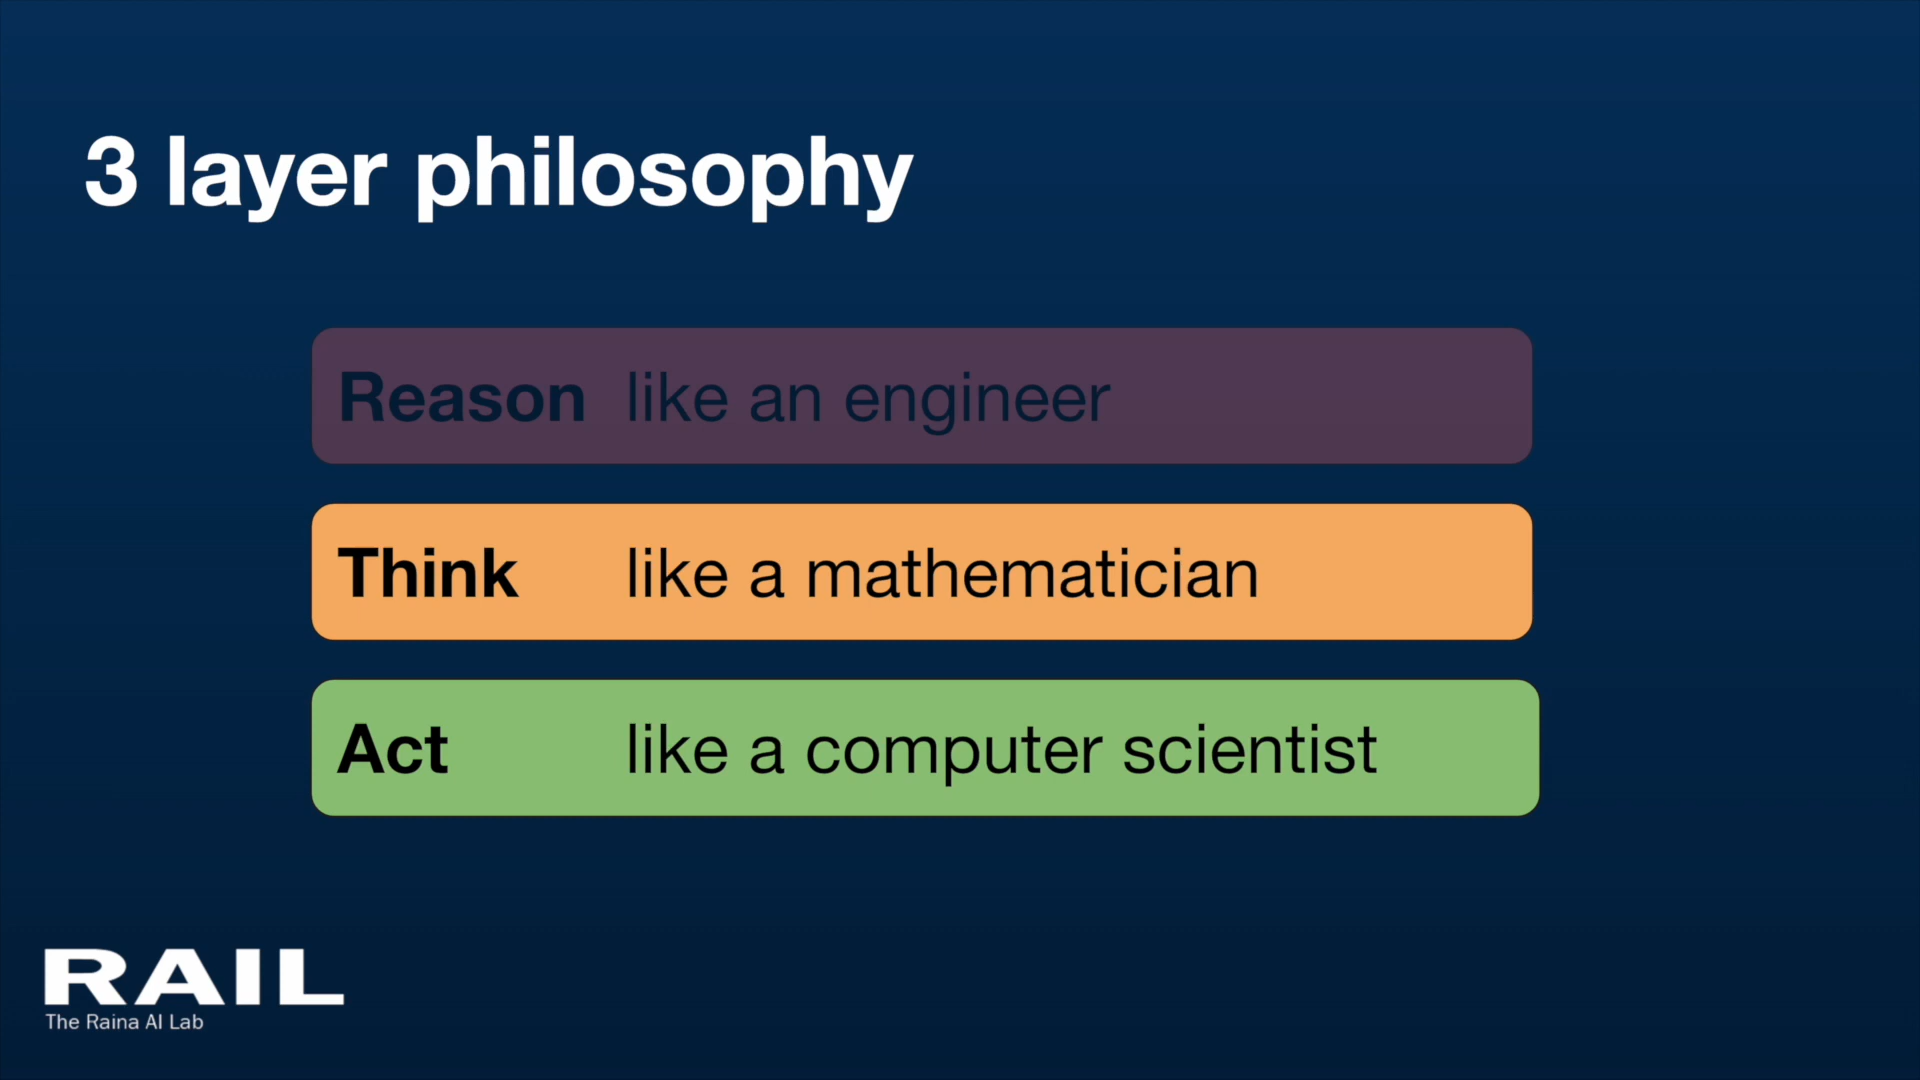 3 layer philosophy
Reason like an engineer
Think like a mathematician
Act like a computer scientist
RAIL
The Raina AI Lab